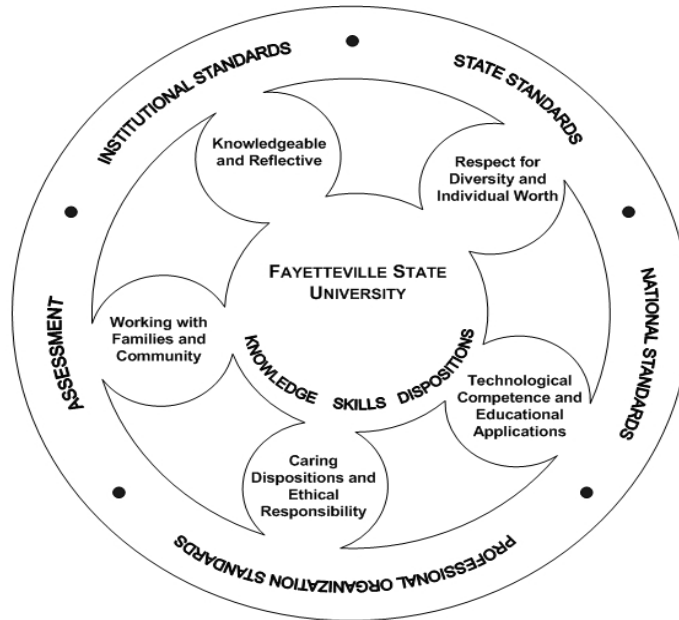 INSTITUTIONAL STANDARDS
STATE STANDARDS
Knowledgeable
and Reflective
Respect for
Diversity and
Individual Worth
FAYETTEVILLE STATE
UNIVERSITY
ASSESSMENT
NATIONAL STANDARDS
Working with
Families and
Community
KNOWLEDGE SKILLS DISPOSITIONS
Technological
Competence and
Educational
Applications
Caring
Dispositions and
Ethical
Responsibility
PROFESSIONAL ORGANIZATION STANDARDS